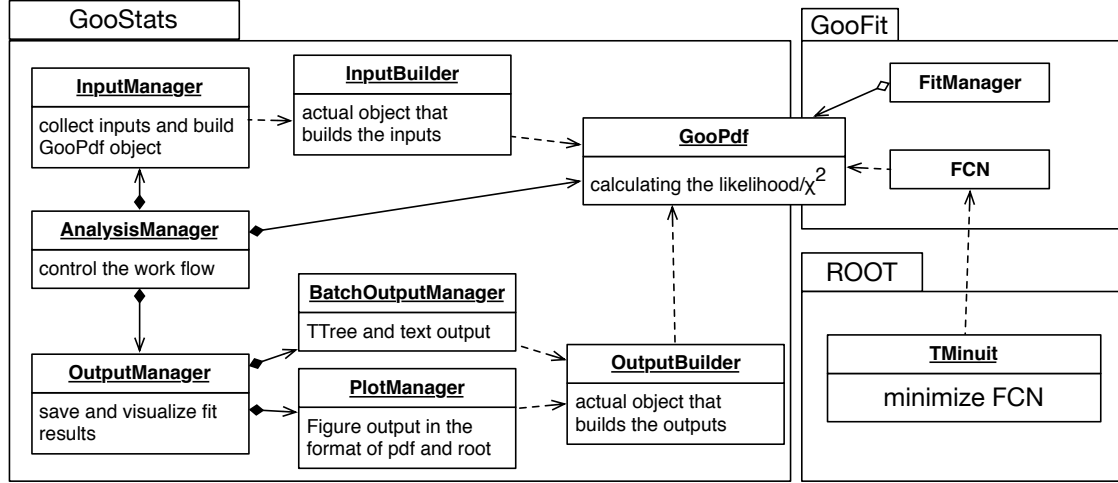 GooStats
InputManager
collect inputs and build
GooPdf object
InputBuilder
actual object that
builds the inputs
GooPdf
calculating the likelihood/χ²
AnalysisManager
control the work flow
BatchOutputManager
TTree and text output
OutputManager
save and visualize fit
results
PlotManager
Figure output in the
format of pdf and root
OutputBuilder
actual object that
builds the outputs
GooFit
FitManager
FCN
ROOT
TMinuit
minimize FCN